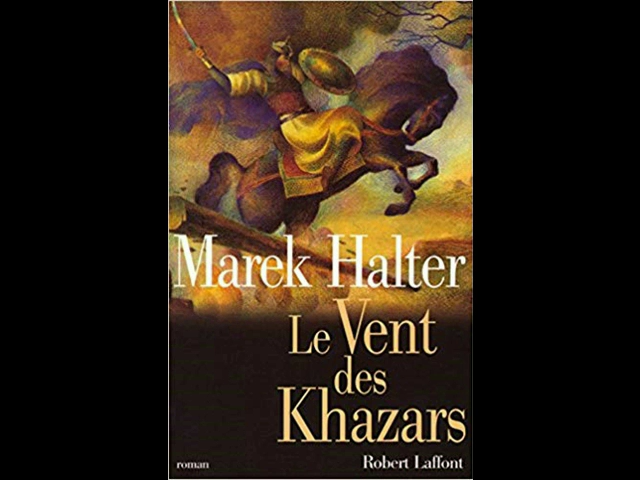 Marek Halter
Le Vent
des
Khazars
roman
Robert Laffont